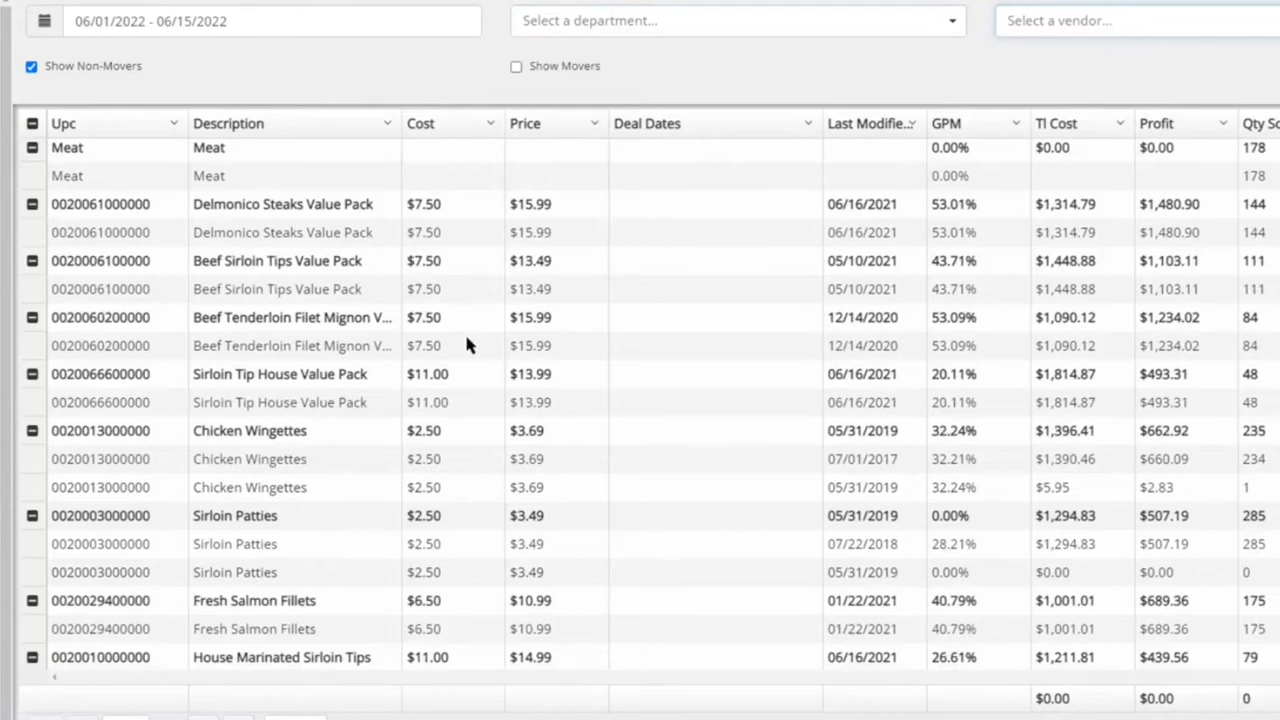 06/01/2022 - 06/15/2022 Select a department... Select a vendor...
Show Non-Movers Show Movers
Upc Description Cost Price Deal Dates Last Modifie... GPM Tl Cost Profit Qty Sc
Meat Meat 0.00% $0.00 $0.00 178
Meat Meat 0.00% 178
0020061000000 Delmonico Steaks Value Pack $7.50 $15.99 06/16/2021 53.01% $1,314.79 $1,480.90 144
0020061000000 Delmonico Steaks Value Pack $7.50 $15.99 06/16/2021 53.01% $1,314.79 $1,480.90 144
0020006100000 Beef Sirloin Tips Value Pack $7.50 $13.49 05/10/2021 43.71% $1,448.88 $1,103.11 111
0020006100000 Beef Sirloin Tips Value Pack $7.50 $13.49 05/10/2021 43.71% $1,448.88 $1,103.11 111
0020060200000 Beef Tenderloin Filet Mignon V... $7.50 $15.99 12/14/2020 53.09% $1,090.12 $1,234.02 84
0020060200000 Beef Tenderloin Filet Mignon V... $7.50 $15.99 12/14/2020 53.09% $1,090.12 $1,234.02 84
0020066600000 Sirloin Tip House Value Pack $11.00 $13.99 06/16/2021 20.11% $1,814.87 $493.31 48
0020066600000 Sirloin Tip House Value Pack $11.00 $13.99 06/16/2021 20.11% $1,814.87 $493.31 48
0020013000000 Chicken Wingettes $2.50 $3.69 05/31/2019 32.24% $1,396.41 $662.92 235
0020013000000 Chicken Wingettes $2.50 $3.69 07/01/2017 32.21% $1,390.46 $660.09 234
0020013000000 Chicken Wingettes $2.50 $3.69 05/31/2019 32.24% $5.95 $2.83 1
0020003000000 Sirloin Patties $2.50 $3.49 05/31/2019 0.00% $1,294.83 $507.19 285
0020003000000 Sirloin Patties $2.50 $3.49 07/22/2018 28.21% $1,294.83 $507.19 285
0020003000000 Sirloin Patties $2.50 $3.49 05/31/2019 0.00% $0.00 $0.00 0
0020029400000 Fresh Salmon Fillets $6.50 $10.99 01/22/2021 40.79% $1,001.01 $689.36 175
0020029400000 Fresh Salmon Fillets $6.50 $10.99 01/22/2021 40.79% $1,001.01 $689.36 175
0020010000000 House Marinated Sirloin Tips $11.00 $14.99 06/16/2021 26.61% $1,211.81 $439.56 79
$0.00 $0.00 0